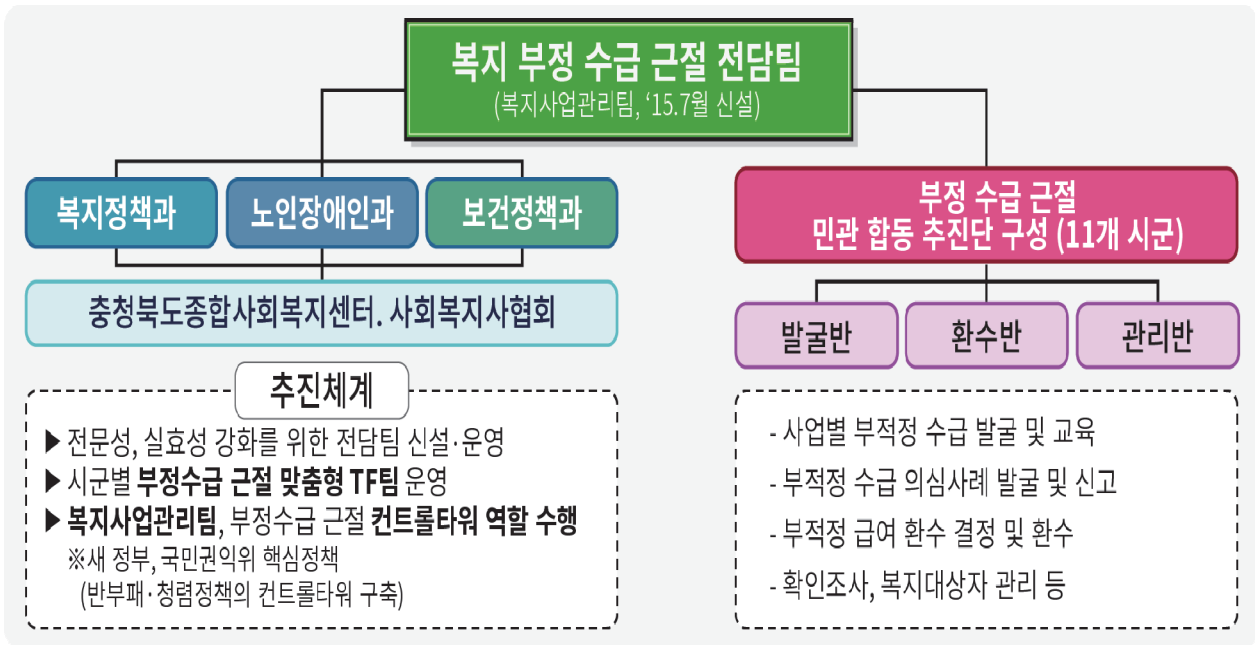 복지 부정 수급 근절 전담팀
(복지사업관리팀, ‘15.7월 신설)
복지정책과
노인장애인과
보건정책과
충청북도종합사회복지센터. 사회복지사협회
추진체계
▶ 전문성, 실효성 강화를 위한 전담팀 신설·운영
▶ 시군별 부정수급 근절 맞춤형 TF팀 운영
▶ 복지사업관리팀, 부정수급 근절 컨트롤타워 역할 수행
※새 정부, 국민권익위 핵심정책
(반부패·청렴정책의 컨트롤타워 구축)
부정 수급 근절
민관 합동 추진단 구성 (11개 시군)
발굴반
환수반
관리반
- 사업별 부적정 수급 발굴 및 교육
- 부적정 수급 의심사례 발굴 및 신고
- 부적정 급여 환수 결정 및 환수
- 확인조사, 복지대상자 관리 등